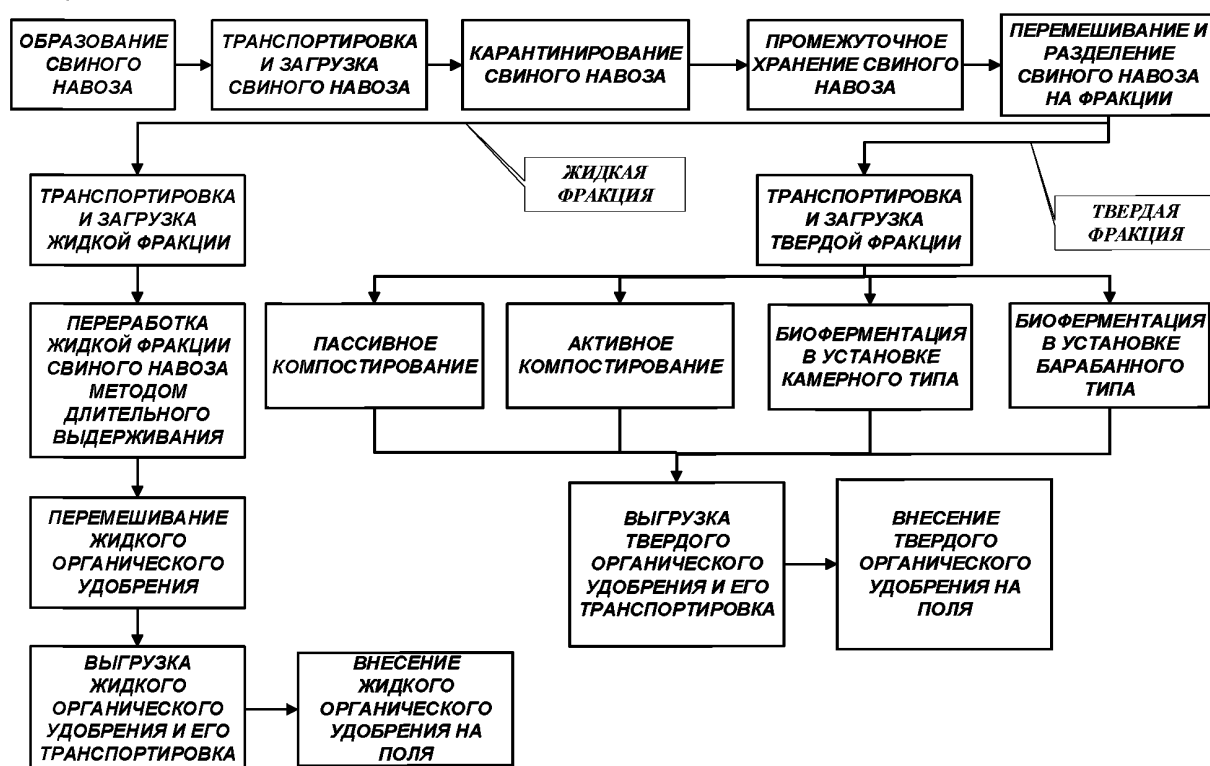 ОБРАЗОВАНИЕ
СВИНОГО
НАВОЗА
ТРАНСПОРТИРОВКА
И ЗАГРУЗКА
СВИНОГО НАВОЗА
КАРАНТИНИРОВАНИЕ
СВИНОГО НАВОЗА
ПРОМЕЖУТОЧНОЕ
ХРАНЕНИЕ СВИНОГО
НАВОЗА
ПЕРЕМЕШИВАНИЕ И
РАЗДЕЛЕНИЕ
СВИНОГО НАВОЗА
НА ФРАКЦИИ
ЖИДКАЯ
ФРАКЦИЯ
ТВЕРДАЯ
ФРАКЦИЯ
ТРАНСПОРТИРОВКА
И ЗАГРУЗКА
ЖИДКОЙ ФРАКЦИИ
ТРАНСПОРТИРОВКА
И ЗАГРУЗКА
ТВЕРДОЙ ФРАКЦИИ
ПЕРЕРАБОТКА
ЖИДКОЙ ФРАКЦИИ
СВИНОГО НАВОЗА
МЕТОДОМ
ДЛИТЕЛЬНОГО
ВЫДЕРЖИВАНИЯ
ПАССИВНОЕ
КОМПОСТИРОВАНИЕ
АКТИВНОЕ
КОМПОСТИРОВАНИЕ
БИОФЕРМЕНТАЦИЯ
В УСТАНОВКЕ
КАМЕРНОГО ТИПА
БИОФЕРМЕНТАЦИЯ
В УСТАНОВКЕ
БАРАБАННОГО
ТИПА
ПЕРЕМЕШИВАНИЕ
ЖИДКОГО
ОРГАНИЧЕСКОГО
УДОБРЕНИЯ
ВЫГРУЗКА
ТВЕРДОГО
ОРГАНИЧЕСКОГО
УДОБРЕНИЯ И ЕГО
ТРАНСПОРТИРОВКА
ВНЕСЕНИЕ
ТВЕРДОГО
ОРГАНИЧЕСКОГО
УДОБРЕНИЯ НА
ПОЛЯ
ВЫГРУЗКА
ЖИДКОГО
ОРГАНИЧЕСКОГО
УДОБРЕНИЯ И ЕГО
ТРАНСПОРТИРОВКА
ВНЕСЕНИЕ
ЖИДКОГО
ОРГАНИЧЕСКОГО
УДОБРЕНИЯ НА
ПОЛЯ